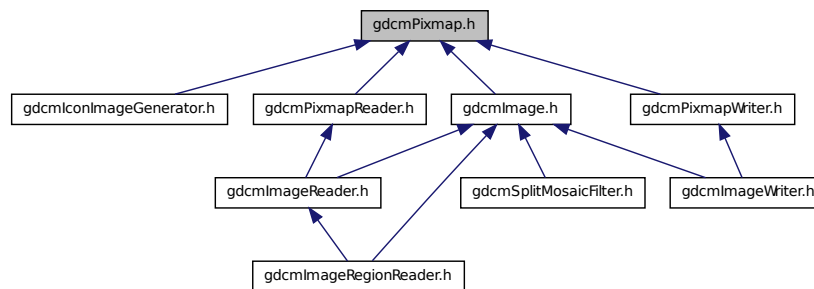 gdcmPixmap.h
gdcmIconImageGenerator.h
gdcmPixmapReader.h
gdcmImage.h
gdcmPixmapWriter.h
gdcmImageReader.h
gdcmSplitMosaicFilter.h
gdcmImageWriter.h
gdcmImageRegionReader.h